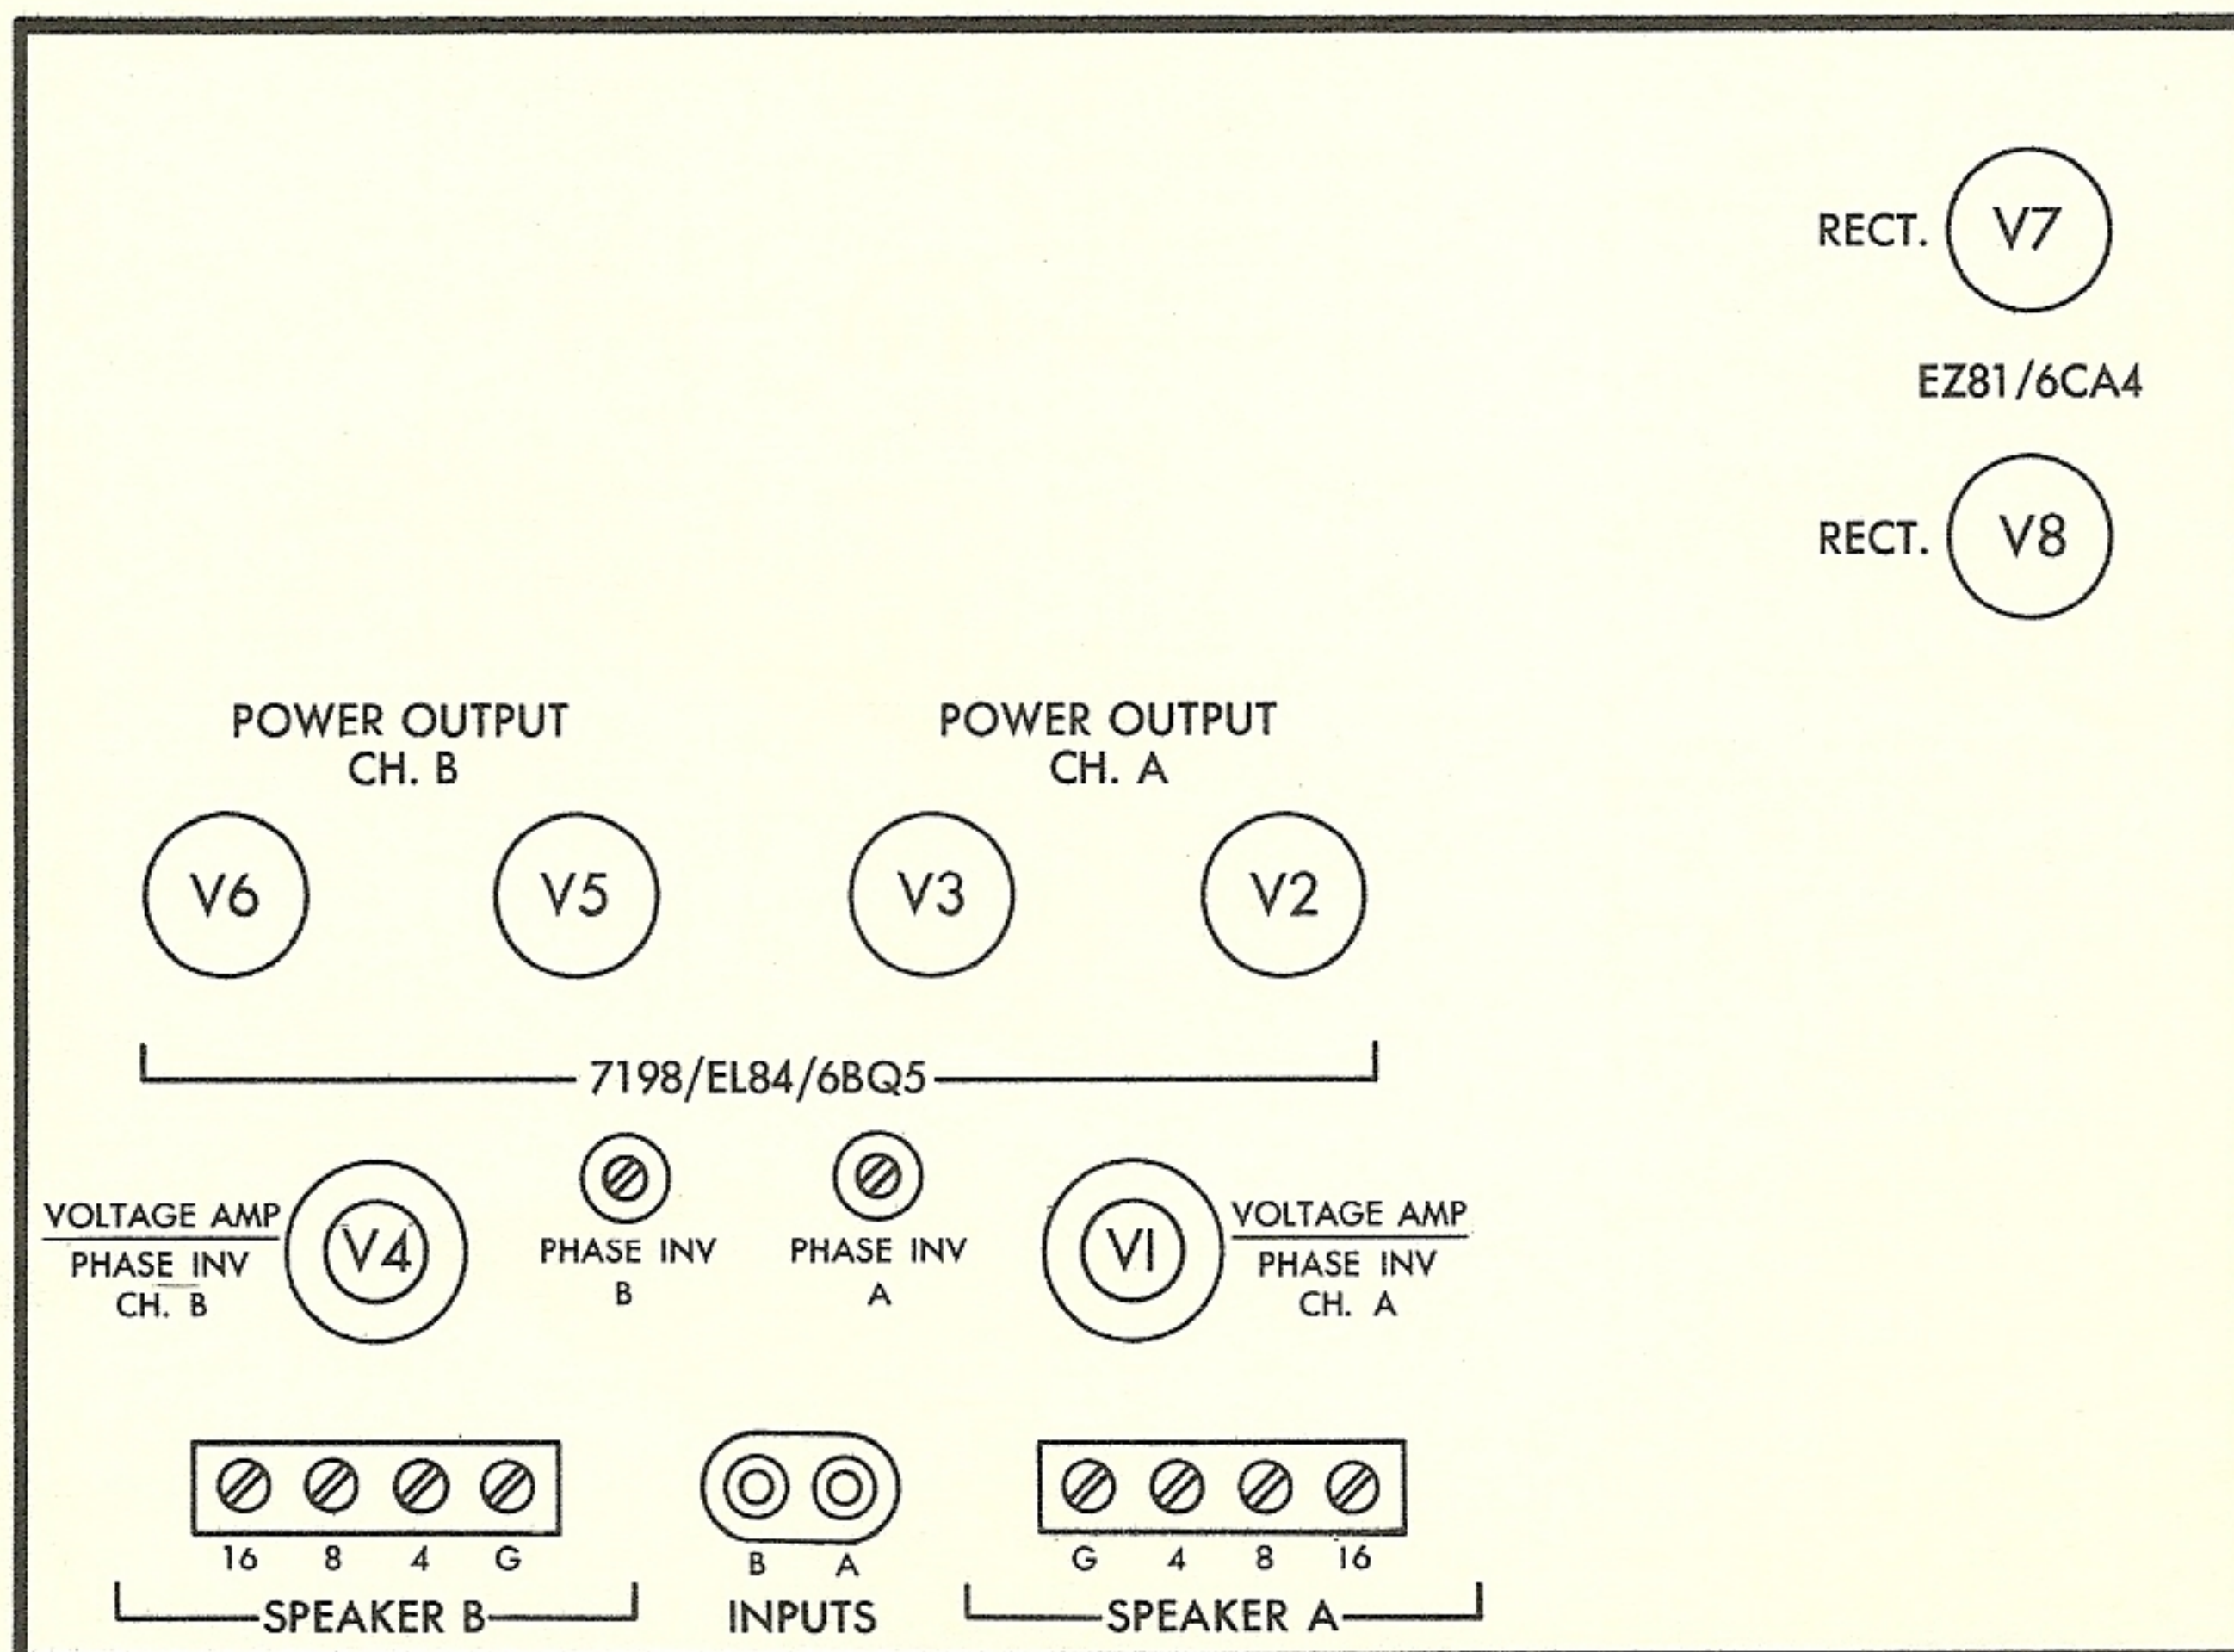 RECT. V7
EZ81/6CA4
RECT. V8
POWER OUTPUT
CH. B
POWER OUTPUT
CH. A
V6 V5 V3 V2
7198/EL84/6BQ5
VOLTAGE AMP
PHASE INV
CH. B
V4
PHASE INV
B
PHASE INV
A
V1
VOLTAGE AMP
PHASE INV
CH. A
16 8 4 G
SPEAKER B
B A
INPUTS
G 4 8 16
SPEAKER A